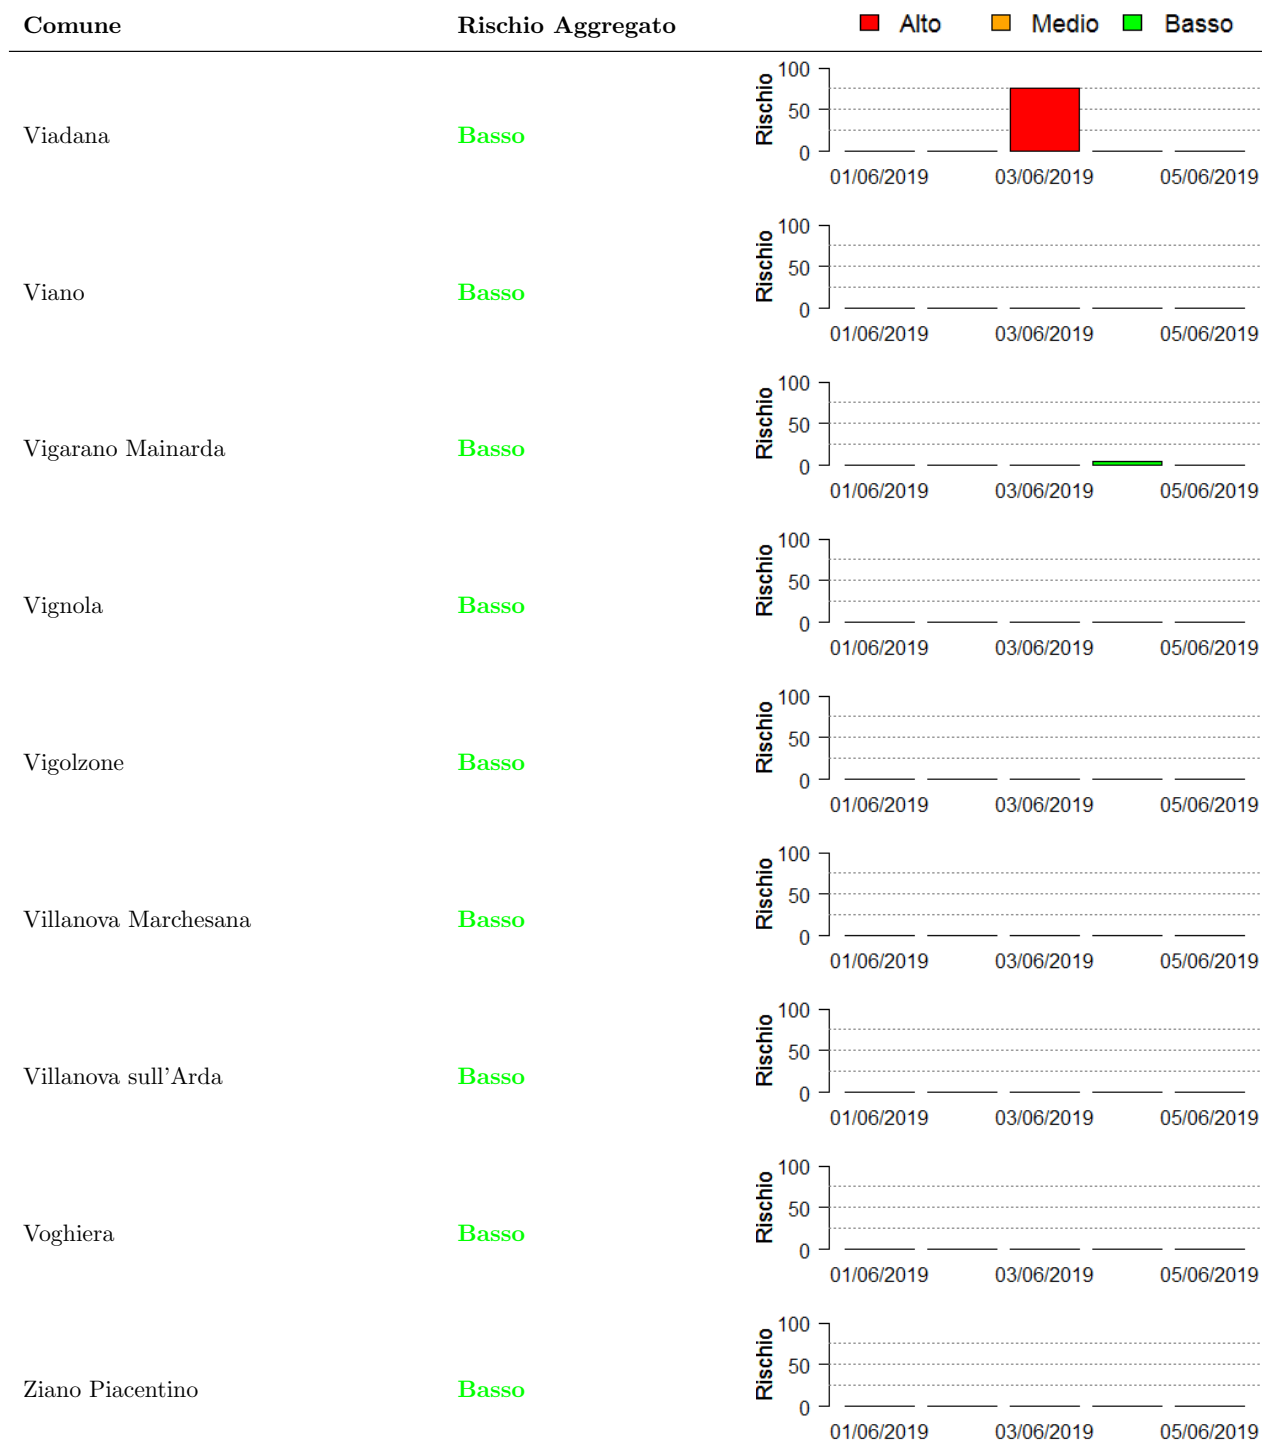 Comune Rischio Aggregato Alto Medio Basso
Viadana Basso
Rischio
100
50
0
01/06/2019 03/06/2019 05/06/2019
Viano Basso
Rischio
100
50
0
01/06/2019 03/06/2019 05/06/2019
Vigarano Mainarda Basso
Rischio
100
50
0
01/06/2019 03/06/2019 05/06/2019
Vignola Basso
Rischio
100
50
0
01/06/2019 03/06/2019 05/06/2019
Vigolzone Basso
Rischio
100
50
0
01/06/2019 03/06/2019 05/06/2019
Villanova Marchesana Basso
Rischio
100
50
0
01/06/2019 03/06/2019 05/06/2019
Villanova sull'Arda Basso
Rischio
100
50
0
01/06/2019 03/06/2019 05/06/2019
Voghiera Basso
Rischio
100
50
0
01/06/2019 03/06/2019 05/06/2019
Ziano Piacentino Basso
Rischio
100
50
0
01/06/2019 03/06/2019 05/06/2019